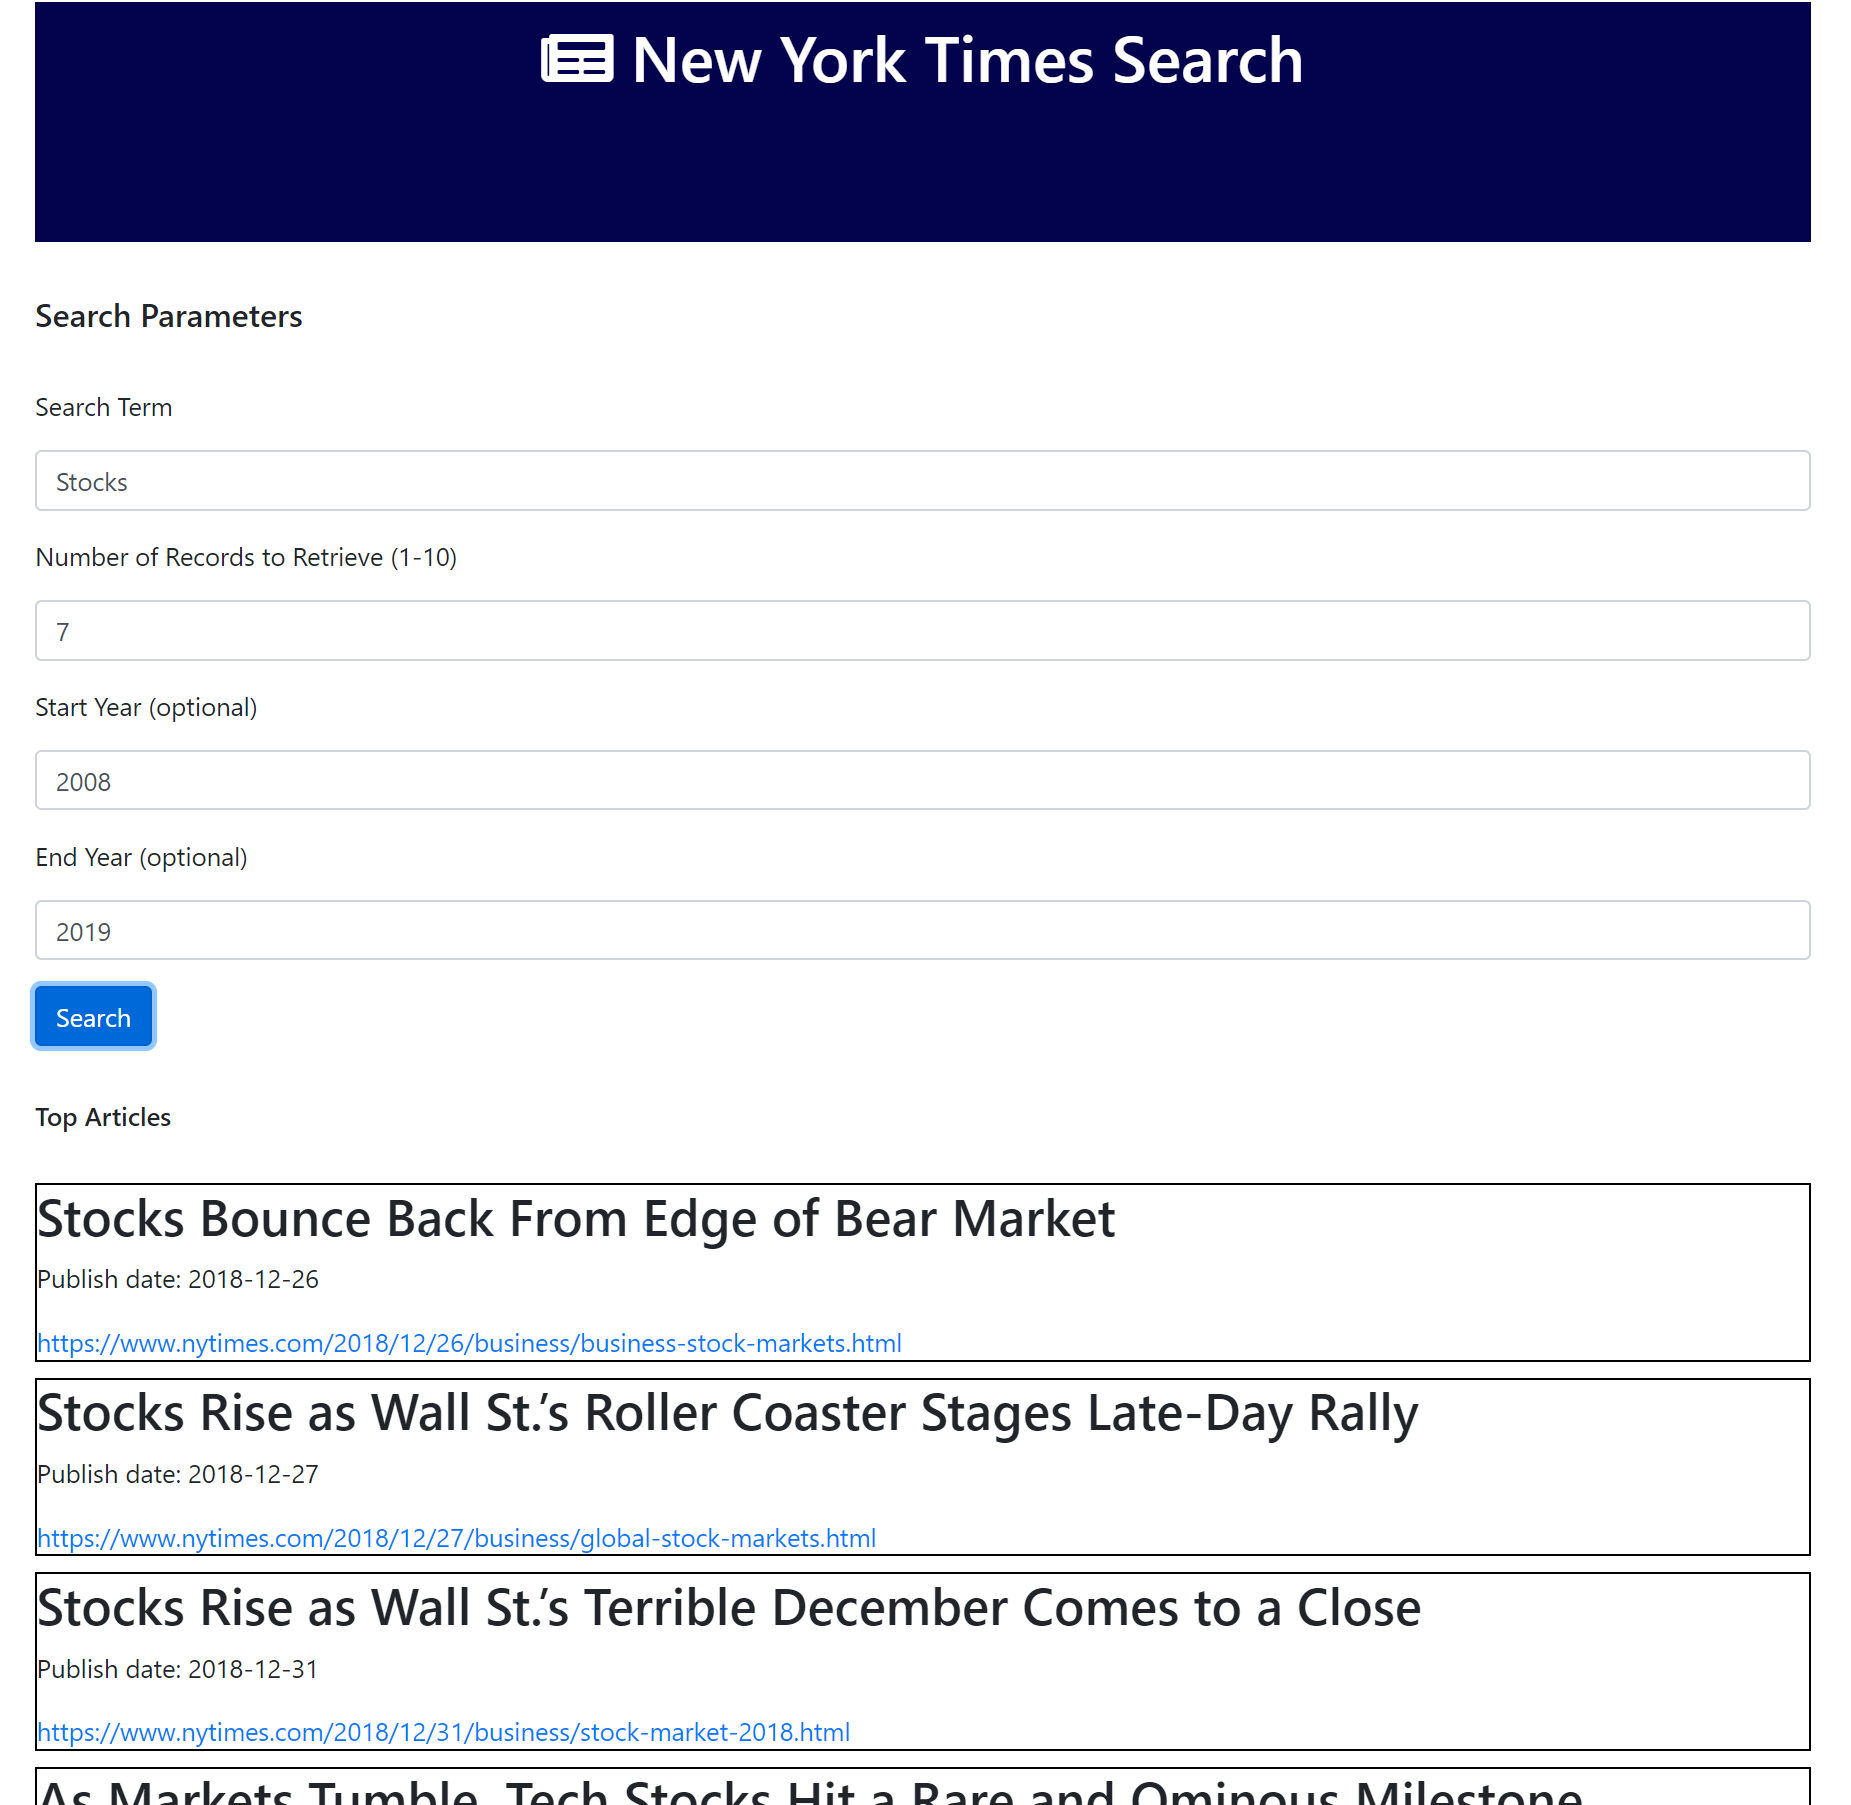 New York Times Search
Search Parameters
Search Term
Stocks
Number of Records to Retrieve (1-10)
7
Start Year (optional)
2008
End Year (optional)
2019
Search
Top Articles
Stocks Bounce Back From Edge of Bear Market
Publish date: 2018-12-26
https://www.nytimes.com/2018/12/26/business/business-stock-markets.html
Stocks Rise as Wall St.’s Roller Coaster Stages Late-Day Rally
Publish date: 2018-12-27
https://www.nytimes.com/2018/12/27/business/global-stock-markets.html
Stocks Rise as Wall St.’s Terrible December Comes to a Close
Publish date: 2018-12-31
https://www.nytimes.com/2018/12/31/business/stock-market-2018.html
As Markets Tumble, Tech Stocks Hit a Rare and Ominous Milestone